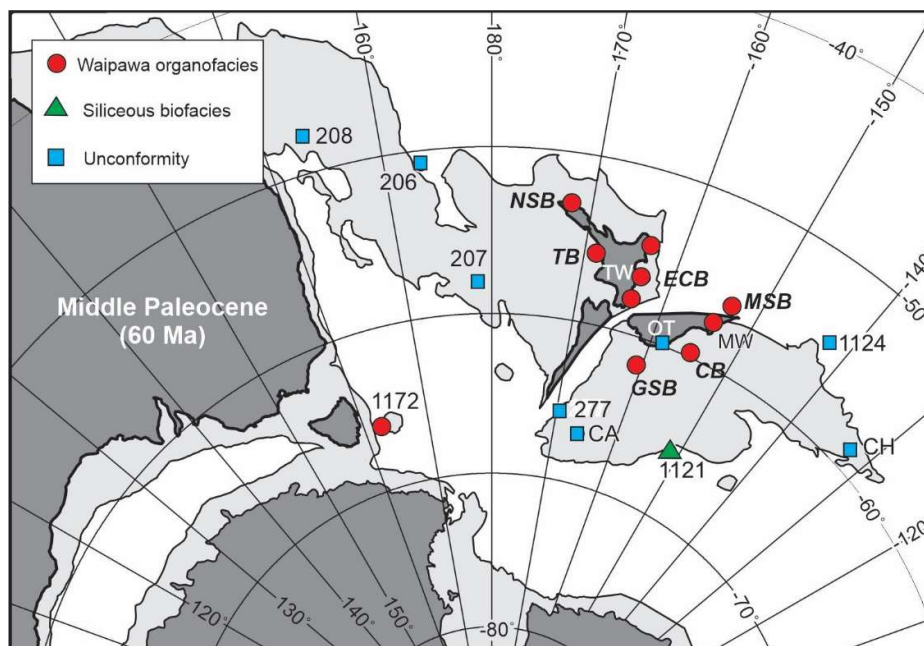 Waipawa organofacies
Siliceous biofacies
Unconformity
160°
180°
-170°
-160°
-40°
-150°
208
206
NSB
207
TB
TW
ECB
-140°
-50°
MSB
Middle Paleocene
(60 Ma)
OT
MW
1124
GSB
CB
1172
277
CA
CH
1121
-60°
-120°
120°
130°
140°
150°
-70°
-80°